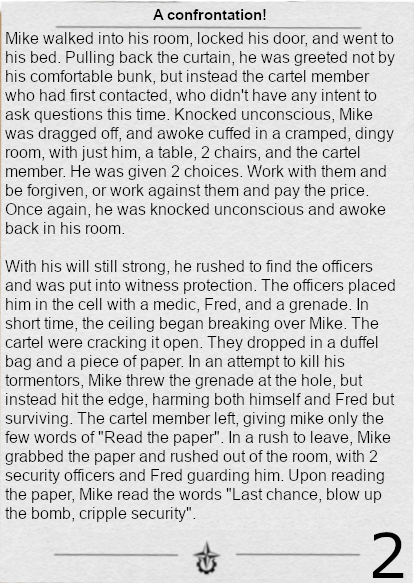 A confrontation!
Mike walked into his room, locked his door, and went to
his bed. Pulling back the curtain, he was greeted not by
his comfortable bunk, but instead the cartel member
who had first contacted, who didn't have any intent to
ask questions this time. Knocked unconscious, Mike
was dragged off, and awoke cuffed in a cramped, dingy
room, with just him, a table, 2 chairs, and the cartel
member. He was given 2 choices. Work with them and
be forgiven, or work against them and pay the price.
Once again, he was knocked unconscious and awoke
back in his room.

With his will still strong, he rushed to find the officers
and was put into witness protection. The officers placed
him in the cell with a medic, Fred, and a grenade. In
short time, the ceiling began breaking over Mike. The
cartel were cracking it open. They dropped in a duffel
bag and a piece of paper. In an attempt to kill his
tormentors, Mike threw the grenade at the hole, but
instead hit the edge, harming both himself and Fred but
surviving. The cartel member left, giving mike only the
few words of "Read the paper". In a rush to leave, Mike
grabbed the paper and rushed out of the room, with 2
security officers and Fred guarding him. Upon reading
the paper, Mike read the words "Last chance, blow up
the bomb, cripple security".
2